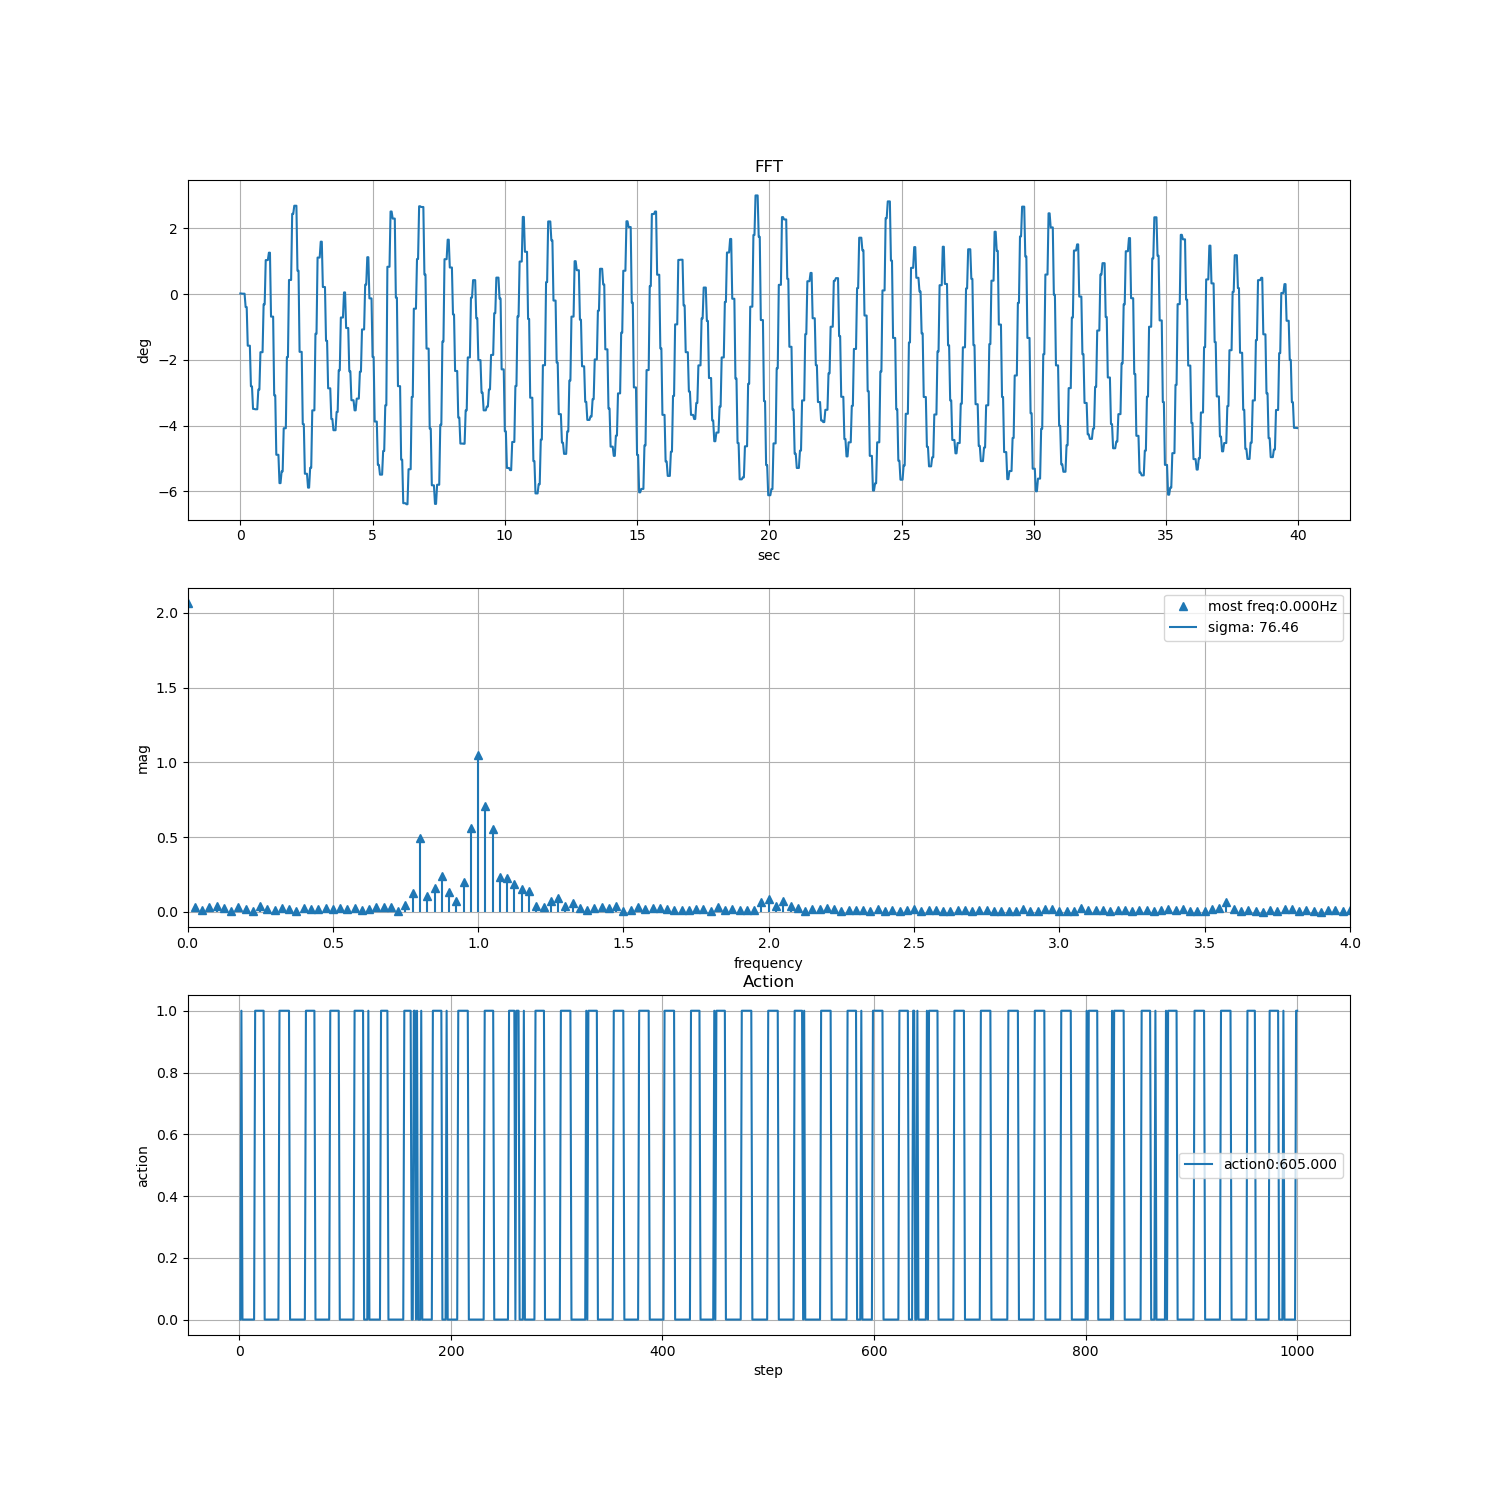 FFT
2
0
−2
−4
−6
deg
0 5 10 15 20 25 30 35 40
sec
2.0
1.5
1.0
0.5
0.0
mag
most freq:0.000Hz
sigma: 76.46
0.0 0.5 1.0 1.5 2.0 2.5 3.0 3.5 4.0
frequency
Action
1.0
0.8
0.6
0.4
0.2
0.0
action
action0:605.000
0 200 400 600 800 1000
step